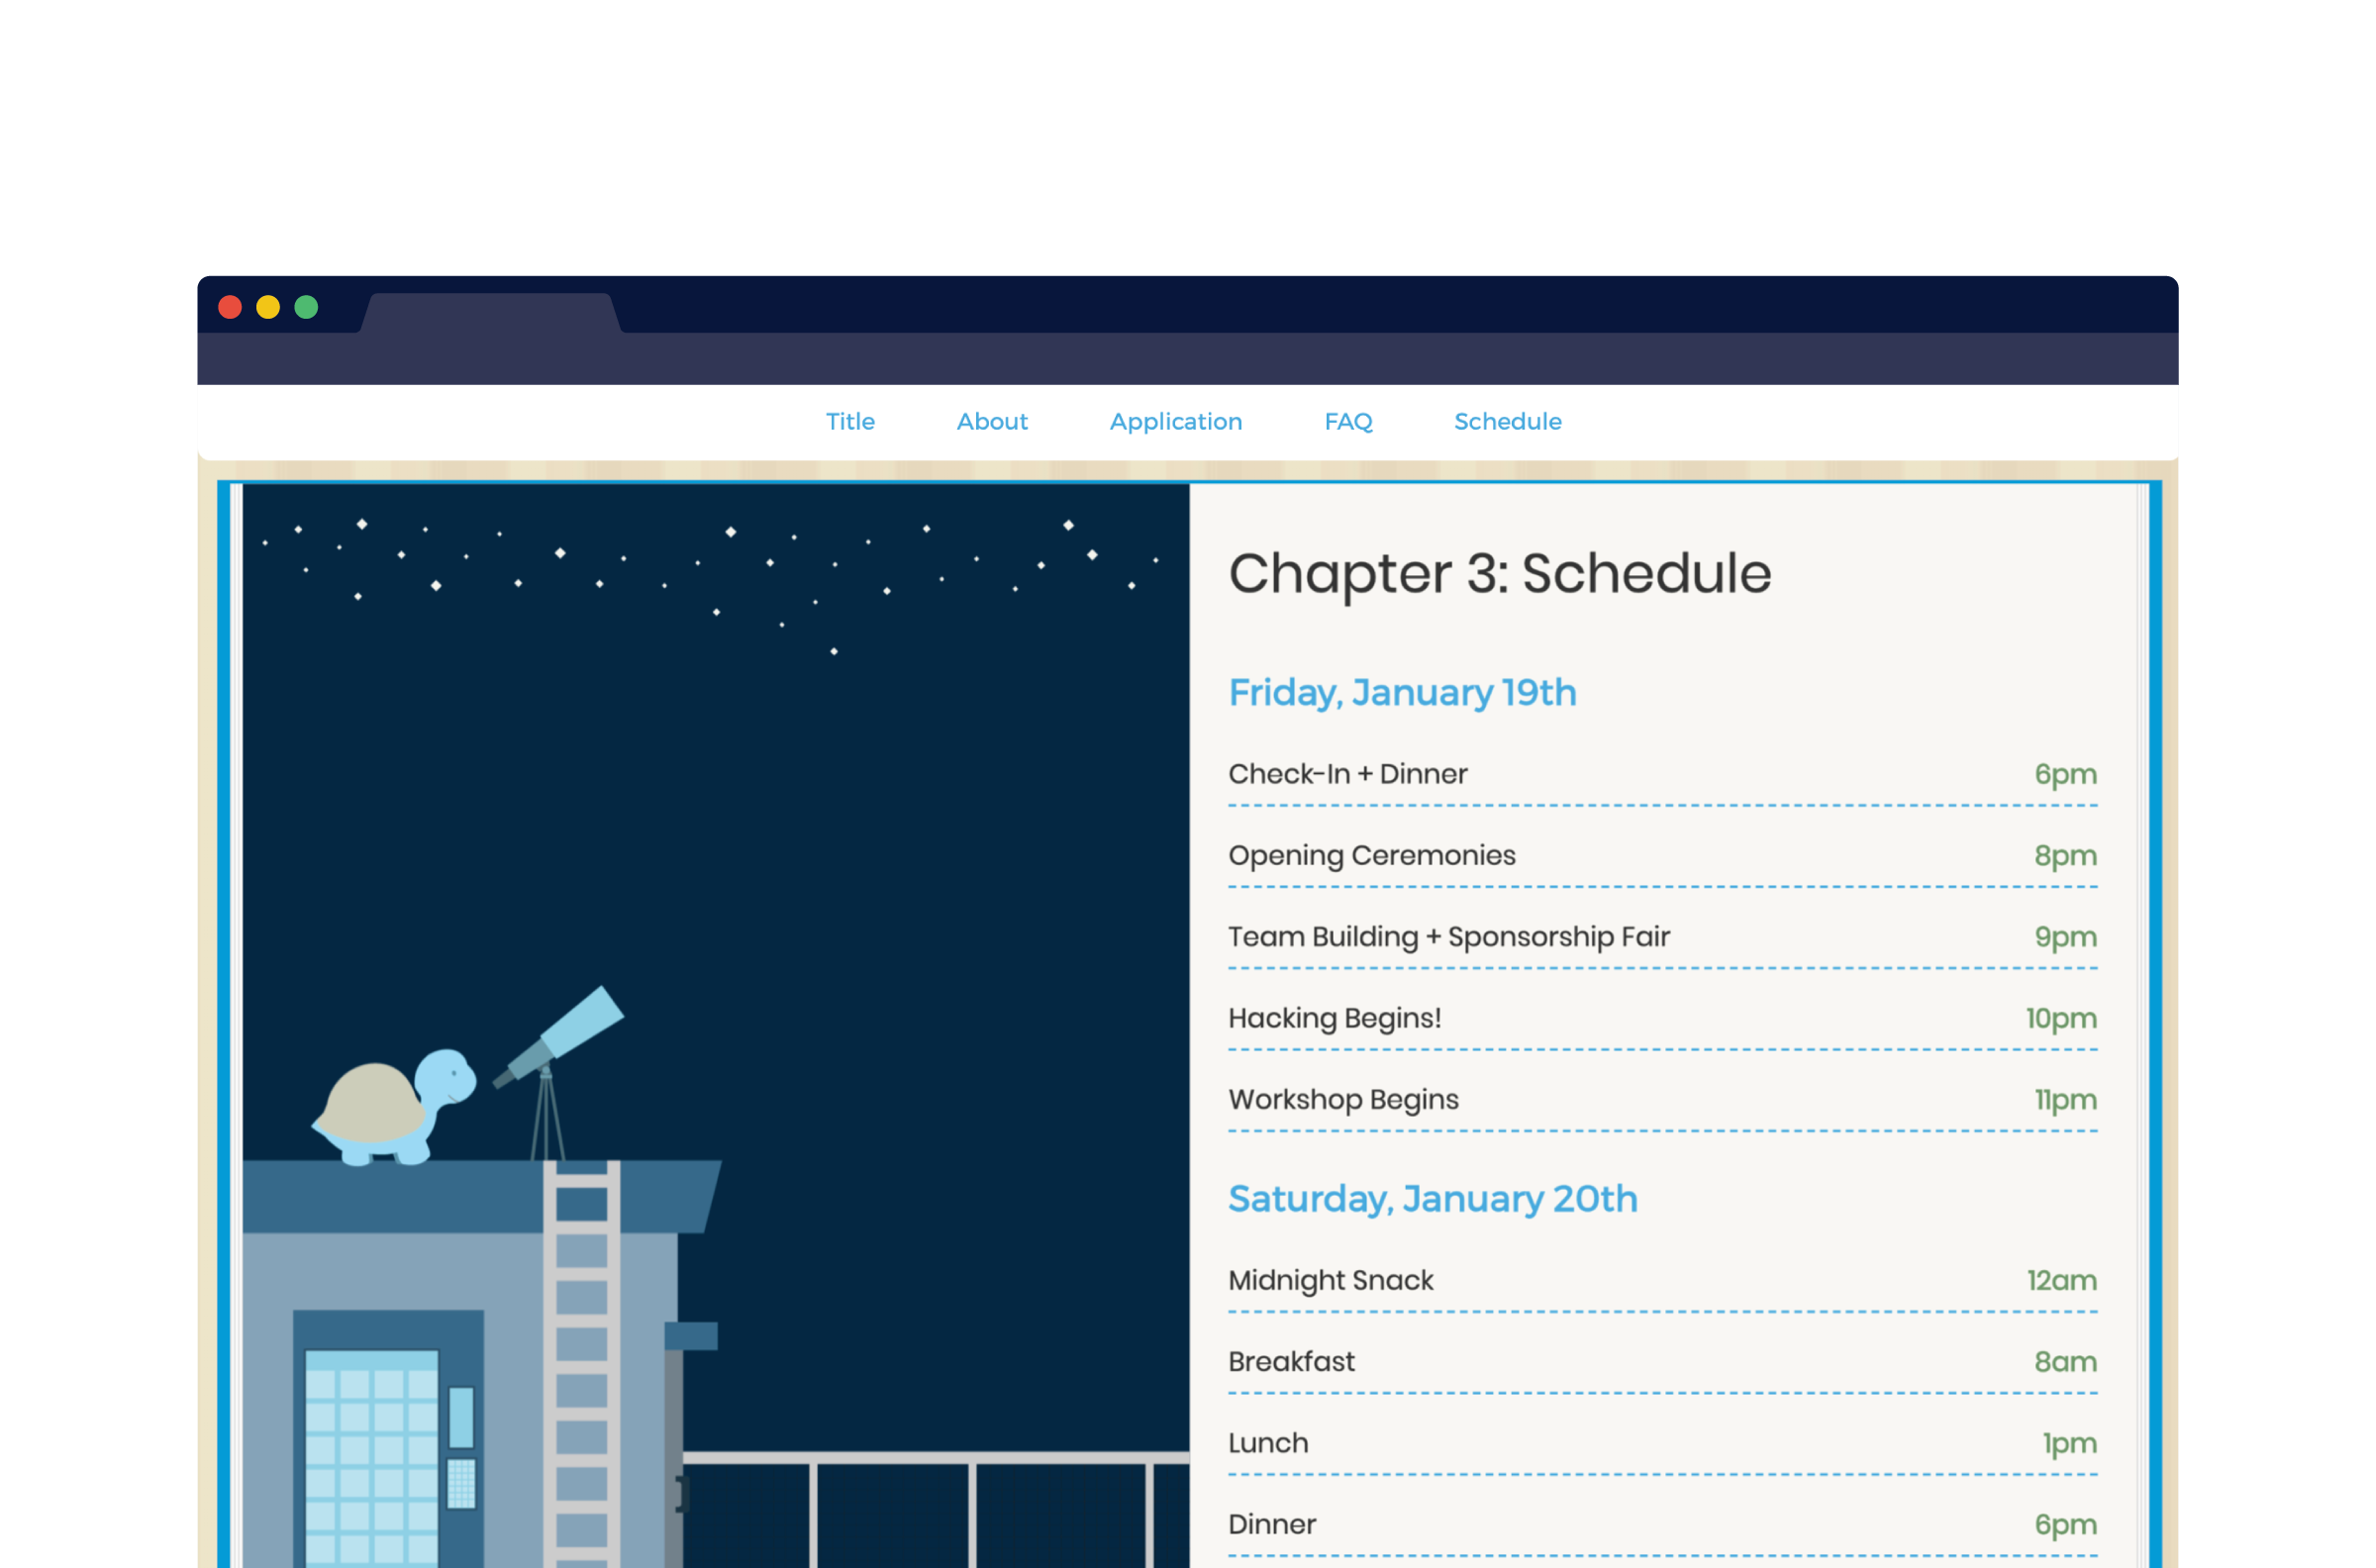 Title About Application FAQ Schedule
Chapter 3: Schedule
Friday, January 19th
Check-In + Dinner 6pm
Opening Ceremonies 8pm
Team Building + Sponsorship Fair 9pm
Hacking Begins! 10pm
Workshop Begins 11pm
Saturday, January 20th
Midnight Snack 12am
Breakfast 8am
Lunch 1pm
Dinner 6pm